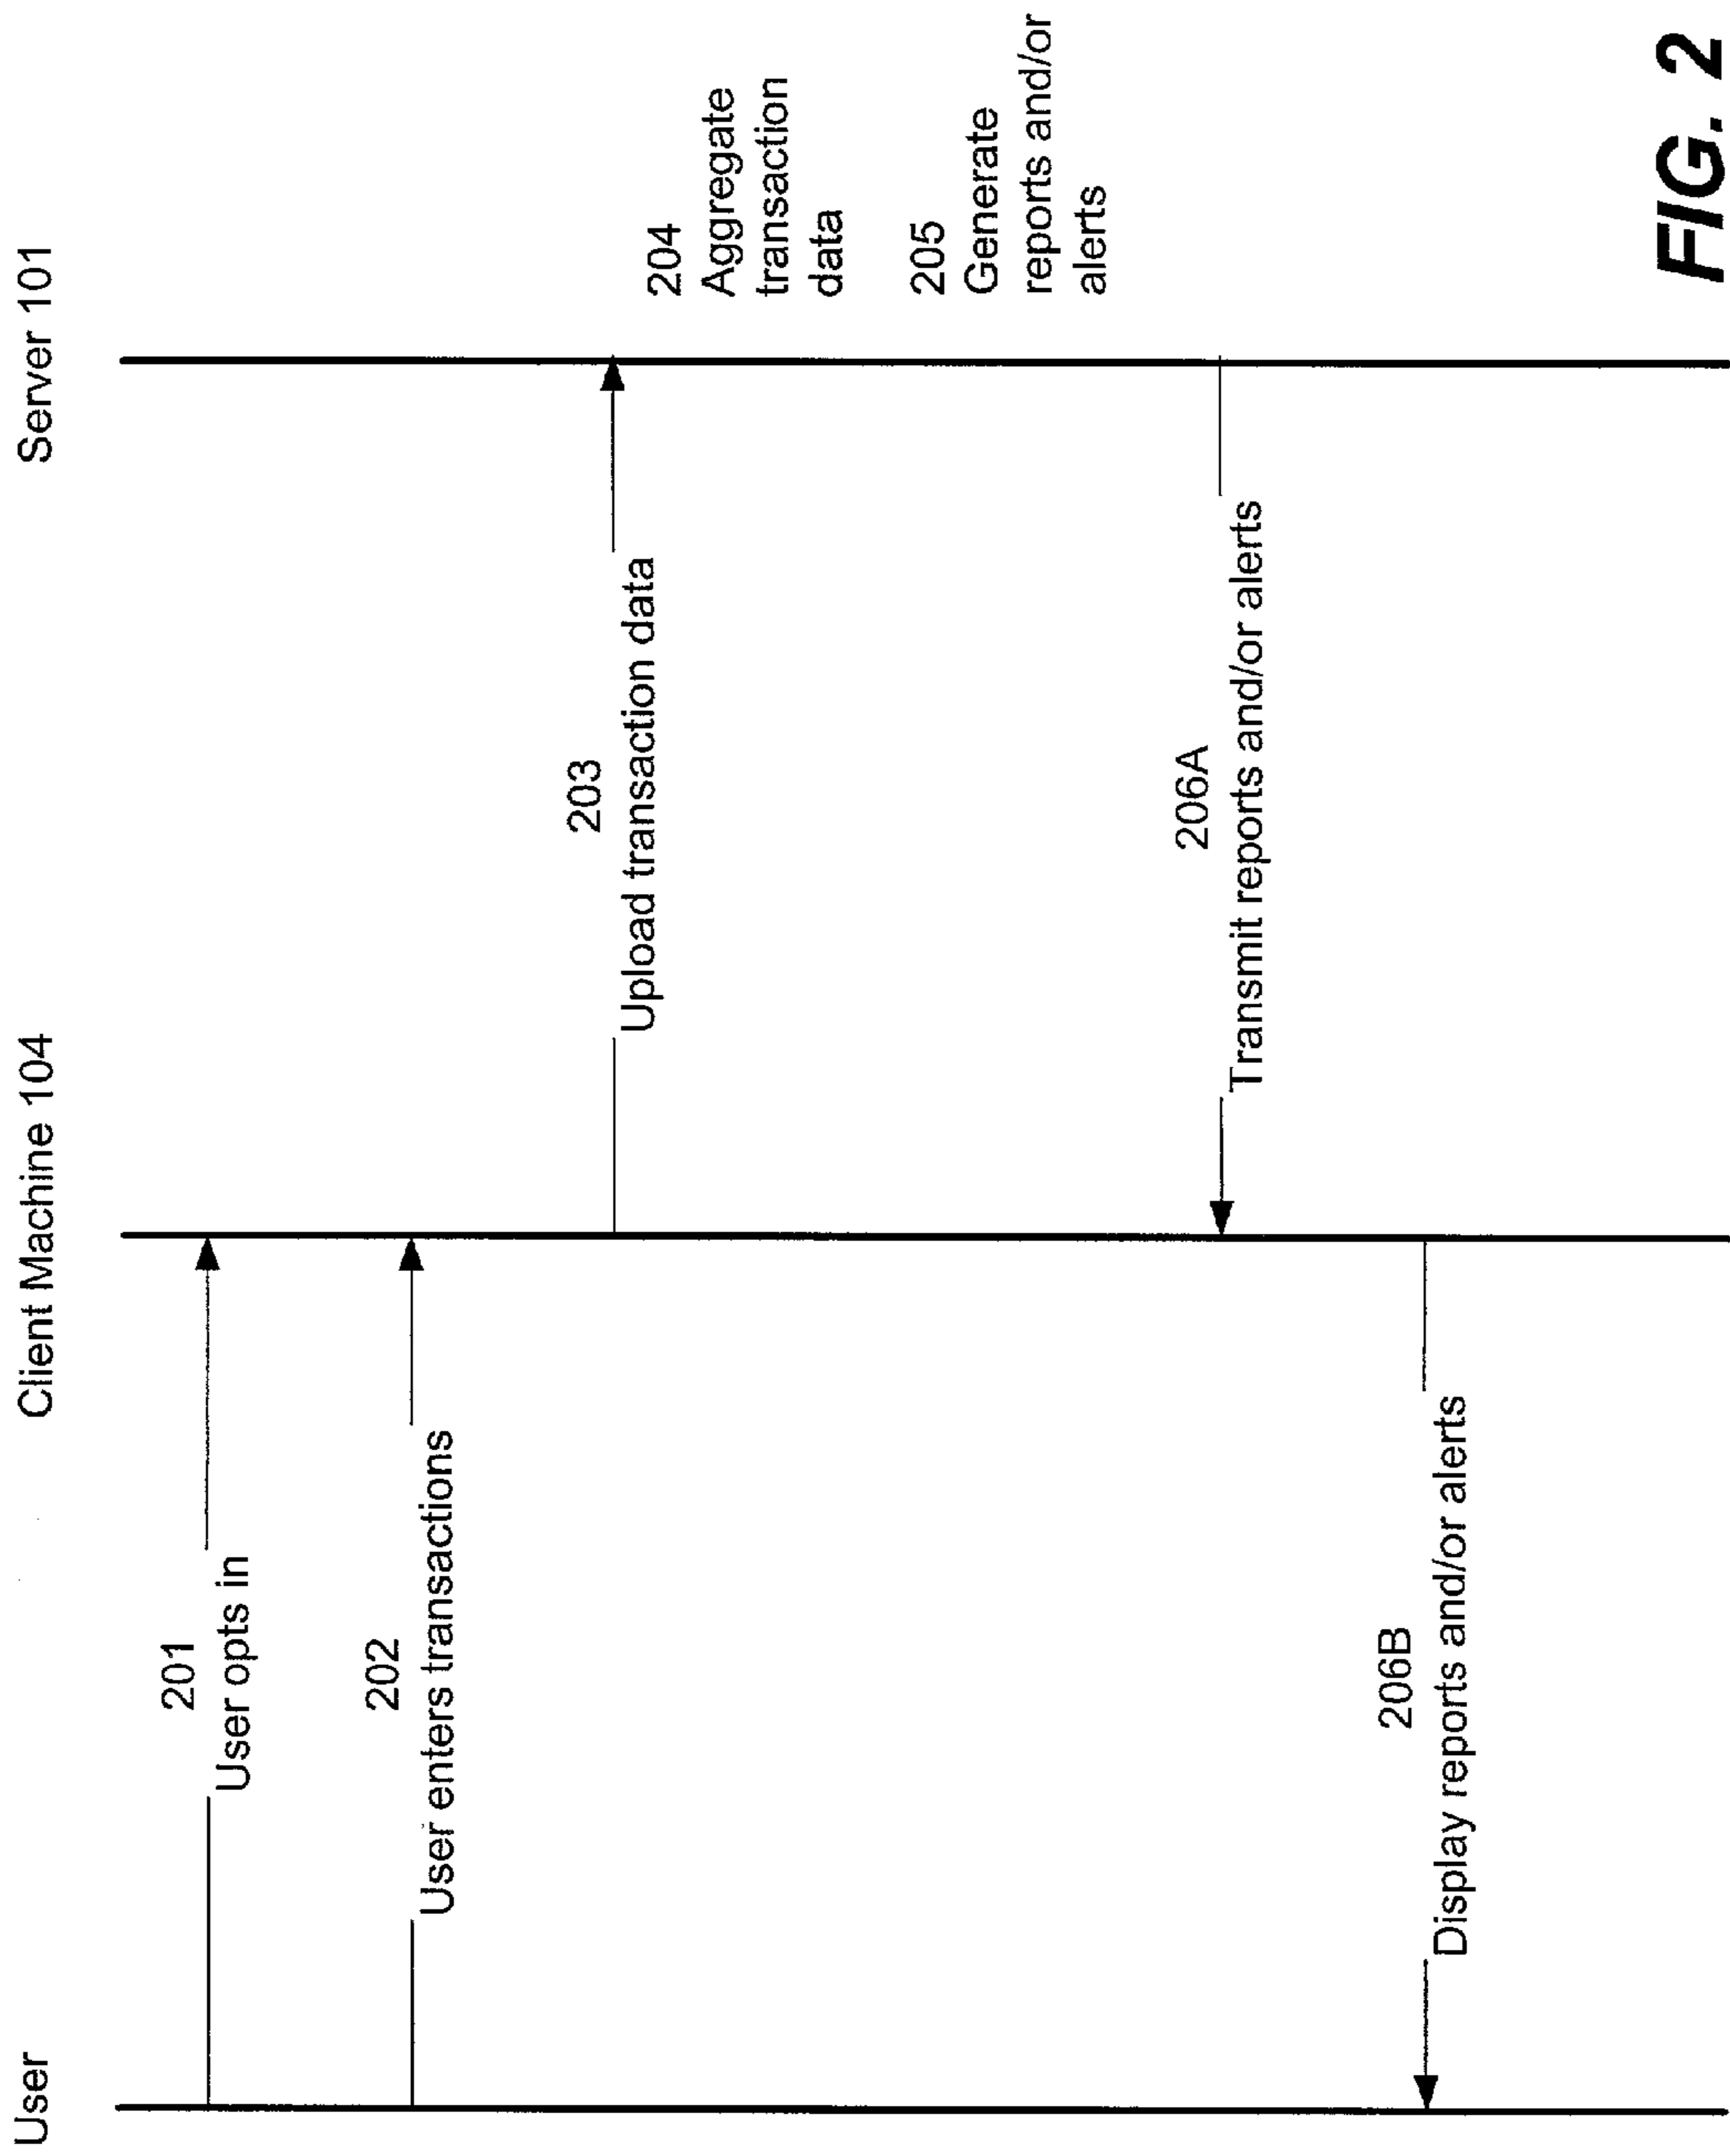 User
Client Machine 104
Server 101
201
User opts in
202
User enters transactions
203
Upload transaction data
204
Aggregate
transaction
data
205
Generate
reports and/or
alerts
206A
Transmit reports and/or alerts
206B
Display reports and/or alerts
FIG. 2